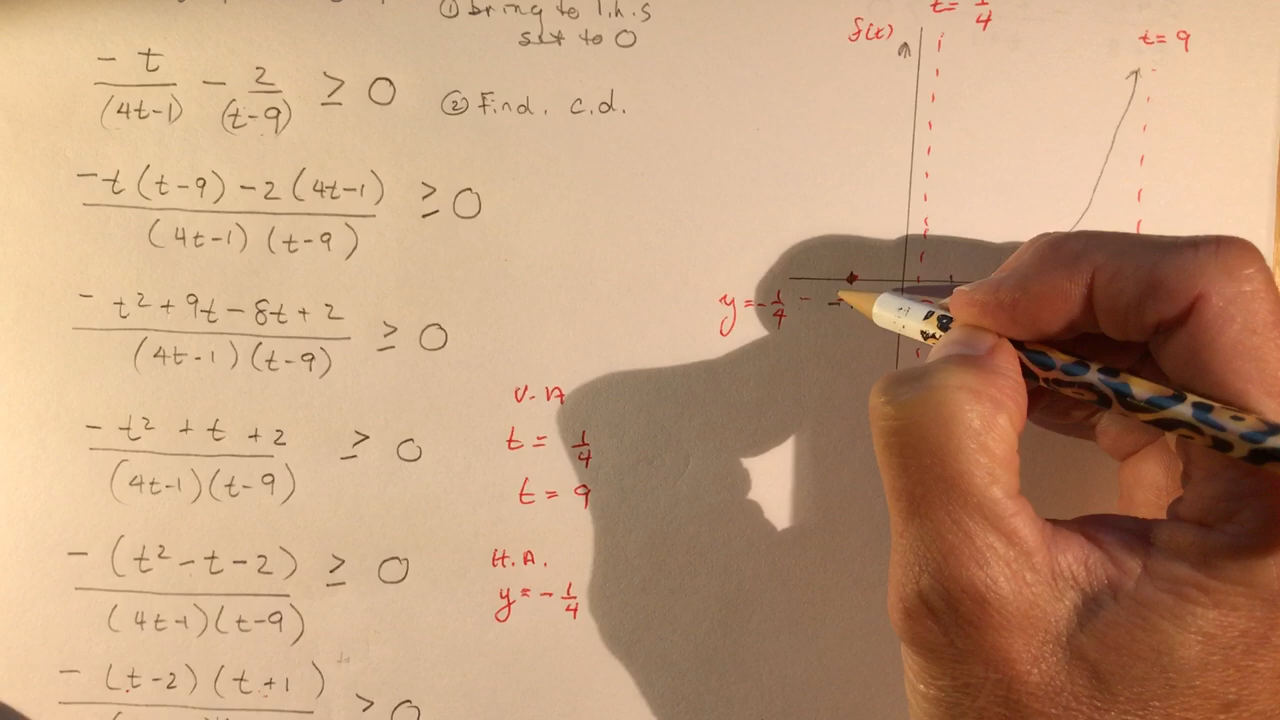 ① bring to l.h.s
set to 0
-t/(4t-1) - 2/(t-9) ≥ 0
② Find. c.d.
(-t(t-9) -2(4t-1))/((4t-1)(t-9)) ≥ 0
(-t²+9t-8t+2)/((4t-1)(t-9)) ≥ 0
(-t²+t+2)/((4t-1)(t-9)) ≥ 0
(-(t²-t-2))/((4t-1)(t-9)) ≥ 0
-(t-2)(t+1) > 0
V.A
t = 1/4
t = 9
H.A.
y = -1/4
f(t)
t = 1/4
t = 9
y = -1/4